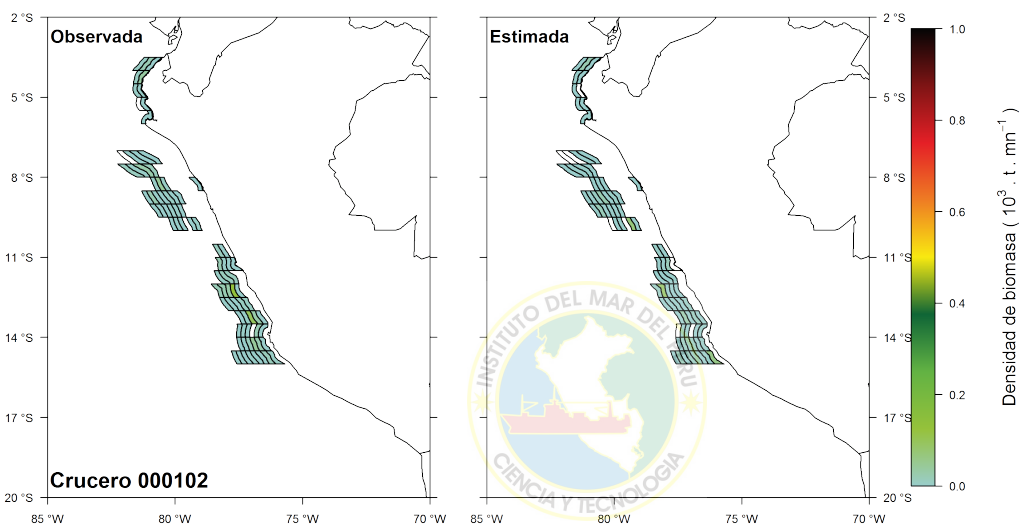 Observada
Crucero 000102
2 °S
5 °S
8 °S
11 °S
14 °S
17 °S
20 °S
85 °W
80 °W
75 °W
70 °W
Estimada
2 °S
5 °S
8 °S
11 °S
14 °S
17 °S
20 °S
85 °W
80 °W
75 °W
70 °W
INSTITUTO DEL MAR DEL PERU
CIENCIA Y TECNOLOGIA
1.0
0.8
0.6
0.4
0.2
0.0
Densidad de biomasa ( 10³ . t . mn⁻¹ )